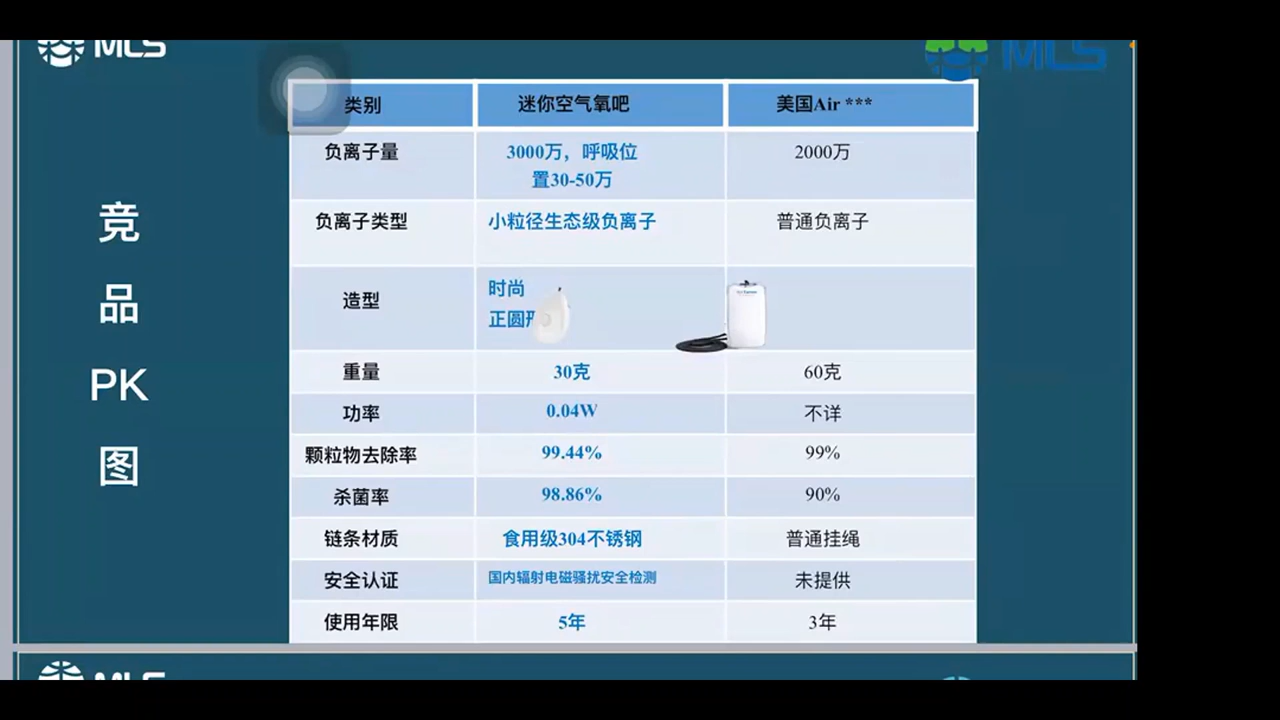 MLS
MLS
竞
品
PK
图
类别
迷你空气氧吧
美国Air ***
负离子量
3000万，呼吸位
置30-50万
2000万
负离子类型
小粒径生态级负离子
普通负离子
造型
时尚
正圆形
重量
30克
60克
功率
0.04W
不详
颗粒物去除率
99.44%
99%
杀菌率
98.86%
90%
链条材质
食用级304不锈钢
普通挂绳
安全认证
国内辐射电磁骚扰安全检测
未提供
使用年限
5年
3年
MLS